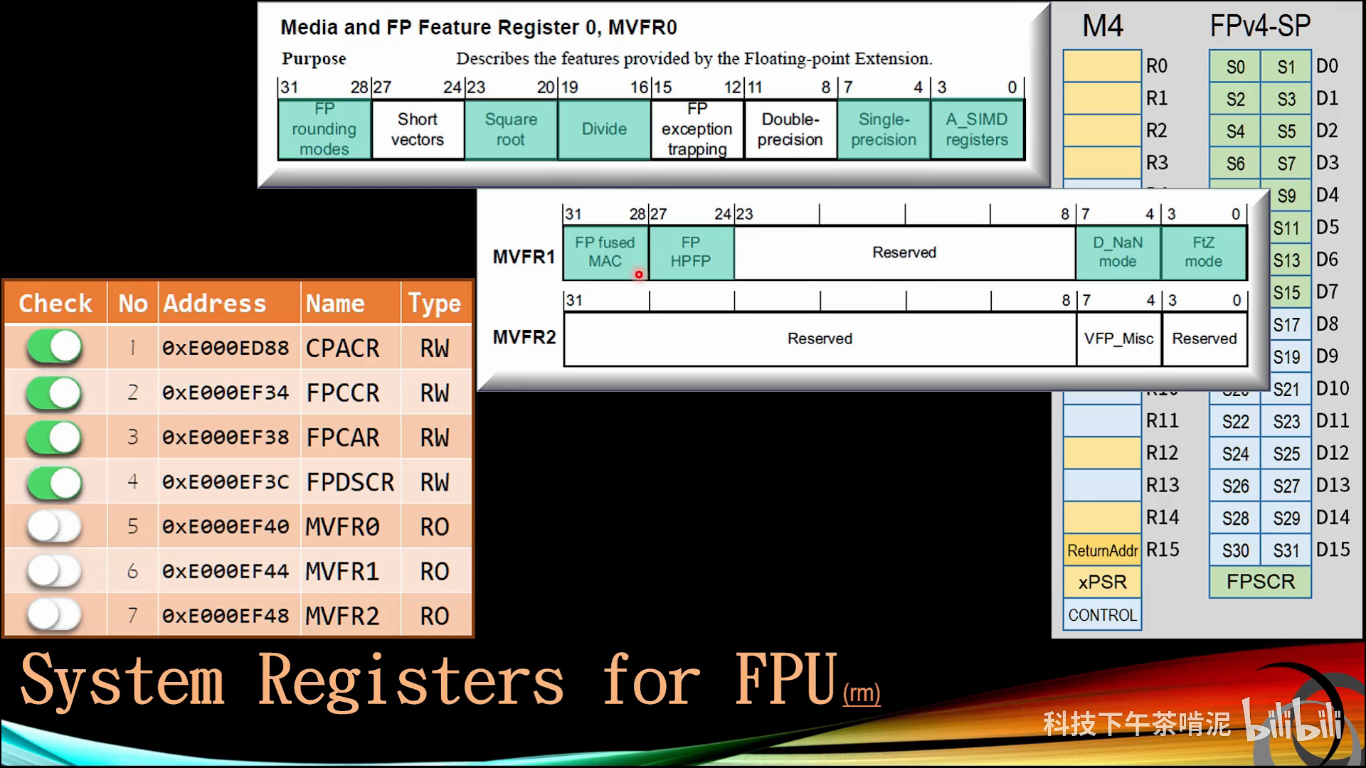 Media and FP Feature Register 0, MVFR0
Purpose Describes the features provided by the Floating-point Extension.
31 28 27 24 23 20 19 16 15 12 11 8 7 4 3 0
FP rounding modes
Short vectors
Square root
Divide
FP exception trapping
Double-precision
Single-precision
A_SIMD registers
31 28 27 24 23 8 7 4 3 0
MVFR1
FP fused MAC
FP HPFP
Reserved
D_NaN mode
FtZ mode
31 8 7 4 3 0
MVFR2
Reserved
VFP_Misc
Reserved
M4 FPv4-SP
R0 S0 S1 D0
R1 S2 S3 D1
R2 S4 S5 D2
R3 S6 S7 D3
S9 D4
S11 D5
S13 D6
S15 D7
S17 D8
S19 D9
S21 D10
R11 S22 S23 D11
R12 S24 S25 D12
R13 S26 S27 D13
R14 S28 S29 D14
ReturnAddr R15 S30 S31 D15
xPSR FPSCR
CONTROL
Check No Address Name Type
1 0xE000ED88 CPACR RW
2 0xE000EF34 FPCCR RW
3 0xE000EF38 FPCAR RW
4 0xE000EF3C FPDSCR RW
5 0xE000EF40 MVFR0 RO
6 0xE000EF44 MVFR1 RO
7 0xE000EF48 MVFR2 RO
System Registers for FPU (rm)
科技下午茶啃泥 bilibili